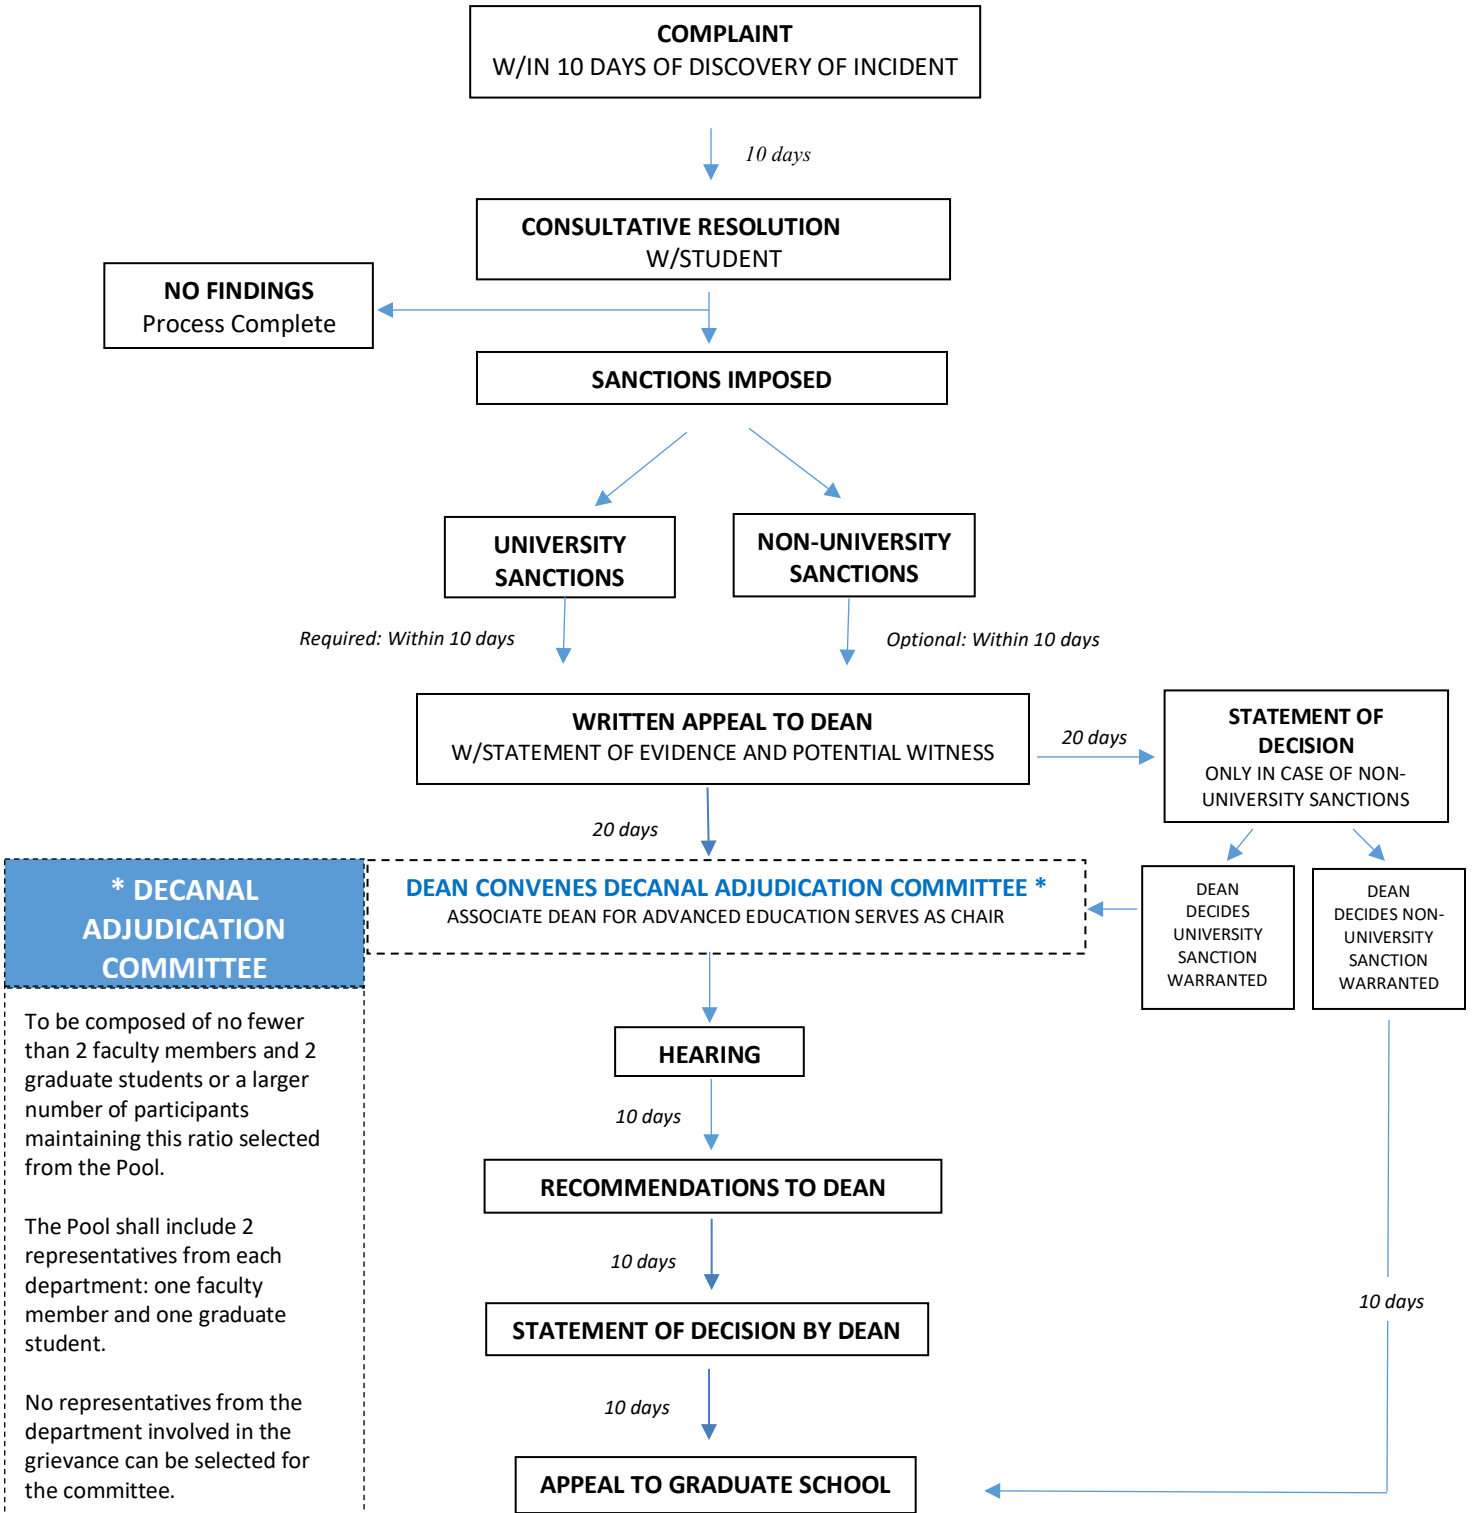 COMPLAINT
W/IN 10 DAYS OF DISCOVERY OF INCIDENT
10 days
CONSULTATIVE RESOLUTION
W/STUDENT
NO FINDINGS
Process Complete
SANCTIONS IMPOSED
UNIVERSITY
SANCTIONS
NON-UNIVERSITY
SANCTIONS
Required: Within 10 days
Optional: Within 10 days
WRITTEN APPEAL TO DEAN
W/STATEMENT OF EVIDENCE AND POTENTIAL WITNESS
20 days
STATEMENT OF
DECISION
ONLY IN CASE OF NON-
UNIVERSITY SANCTIONS
20 days
DEAN CONVENES DECANAL ADJUDICATION COMMITTEE *
ASSOCIATE DEAN FOR ADVANCED EDUCATION SERVES AS CHAIR
DEAN
DECIDES
UNIVERSITY
SANCTION
WARRANTED
DEAN
DECIDES NON-
UNIVERSITY
SANCTION
WARRANTED
* DECANAL
ADJUDICATION
COMMITTEE
To be composed of no fewer
than 2 faculty members and 2
graduate students or a larger
number of participants
maintaining this ratio selected
from the Pool.
The Pool shall include 2
representatives from each
department: one faculty
member and one graduate
student.
No representatives from the
department involved in the
grievance can be selected for
the committee.
HEARING
10 days
RECOMMENDATIONS TO DEAN
10 days
STATEMENT OF DECISION BY DEAN
10 days
10 days
APPEAL TO GRADUATE SCHOOL